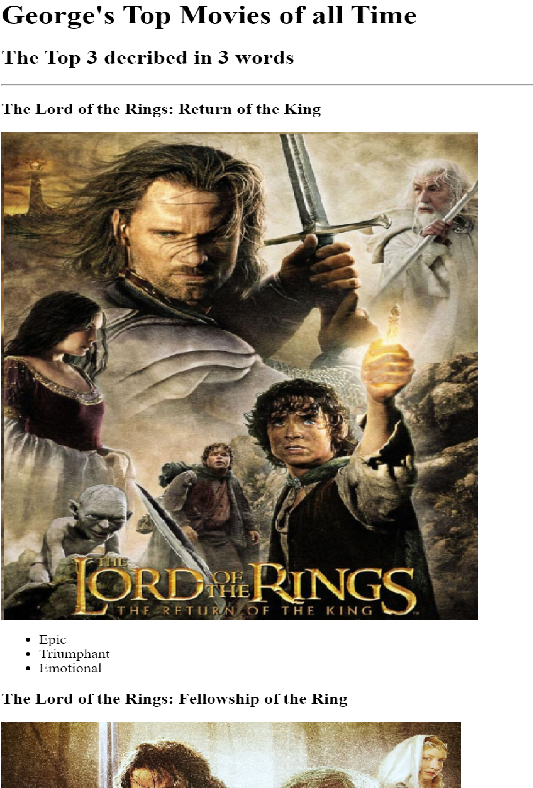 George's Top Movies of all Time
The Top 3 decribed in 3 words
The Lord of the Rings: Return of the King
THE
LORD OF THE RINGS
THE RETURN OF THE KING
Epic
Triumphant
Emotional
The Lord of the Rings: Fellowship of the Ring